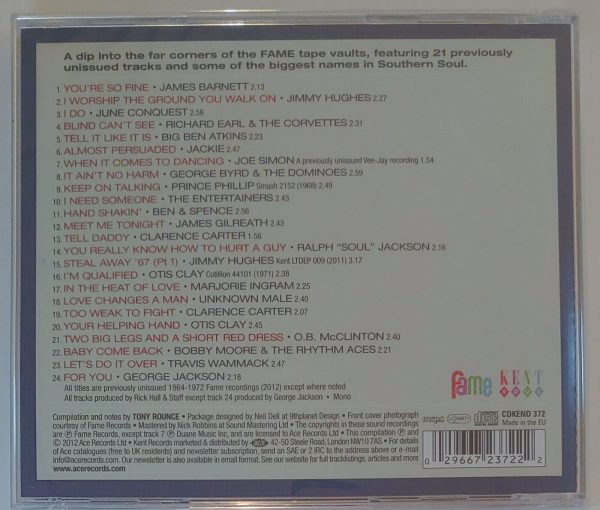 A dip into the far corners of the FAME tape vaults, featuring 21 previously
unissued tracks and some of the biggest names in Southern Soul.
1 YOU'RE SO FINE • JAMES BARNETT 2.13
2 I WORSHIP THE GROUND YOU WALK ON • JIMMY HUGHES 2.27
3 I DO • JUNE CONQUEST 2.58
4 BLIND CAN'T SEE • RICHARD EARL & THE CORVETTES 2.31
5 TELL IT LIKE IT IS • BIG BEN ATKINS 2.23
6 ALMOST PERSUADED • JACKIE 2.47
7 WHEN IT COMES TO DANCING • JOE SIMON A previously unissued Vee-Jay recording 1.54
8 IT AIN'T NO HARM • GEORGE BYRD & THE DOMINOES 2.59
9 KEEP ON TALKING • PRINCE PHILLIP Smash 2152 (1968) 2.49
10 I NEED SOMEONE • THE ENTERTAINERS 2.43
11 HAND SHAKIN' • BEN & SPENCE 2.56
12 MEET ME TONIGHT • JAMES GILREATH 2.43
13 TELL DADDY • CLARENCE CARTER 1.56
14 YOU REALLY KNOW HOW TO HURT A GUY • RALPH "SOUL" JACKSON 2.16
15 STEAL AWAY '67 (Pt 1) • JIMMY HUGHES Kent LTDEP 009 (2011) 3.17
16 I'M QUALIFIED • OTIS CLAY Cotillion 44101 (1971) 2.38
17 IN THE HEAT OF LOVE • MARJORIE INGRAM 2.25
18 LOVE CHANGES A MAN • UNKNOWN MALE 2.40
19 TOO WEAK TO FIGHT • CLARENCE CARTER 2.07
20 YOUR HELPING HAND • OTIS CLAY 2.45
21 TWO BIG LEGS AND A SHORT RED DRESS • O.B. McCLINTON 2.40
22 BABY COME BACK • BOBBY MOORE & THE RHYTHM ACES 2.21
23 LET'S DO IT OVER • TRAVIS WAMMACK 2.47
24 FOR YOU • GEORGE JACKSON 2.18
All titles are previously unissued 1964-1972 Fame recordings (2012) except where noted
All tracks produced by Rick Hall & Staff except track 24 produced by George Jackson • Mono
fame KENT SOUL
Compilation and notes by TONY ROUNCE • Package designed by Neil Dell at 9thplanet Design • Front cover photograph
courtesy of Fame Records • Mastered by Nick Robbins at Sound Mastering Ltd • The copyrights in these sound recordings
are ℗ Fame Records, except track 7 ℗ Duane Music Inc, and are licensed to Ace Records Ltd • This compilation ℗ and
© 2012 Ace Records Ltd • Kent Records marketed & distributed by ace 42-50 Steele Road, London NW10 7AS • For details
of Ace catalogues (free to UK residents) and newsletter subscription, send an SAE or 2 IRC to the address above or e-mail
info@acerecords.com. Our newsletter is also available in email format. See our website for full tracklistings, articles and more
www.acerecords.com
mcps
CDKEND 372
Made in the EU
0 29667 23722 2